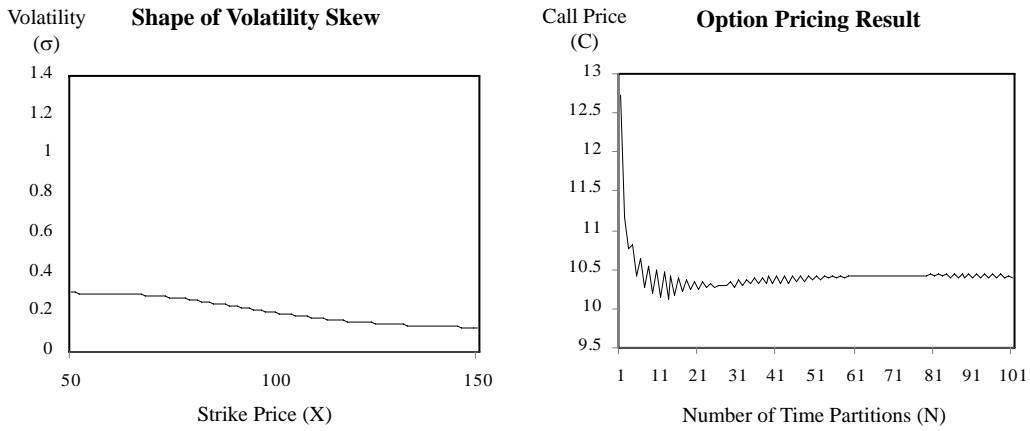 Volatility
(σ)
Shape of Volatility Skew
1.4
1.2
1
0.8
0.6
0.4
0.2
0
50 100 150
Strike Price (X)
Call Price
(C)
Option Pricing Result
13
12.5
12
11.5
11
10.5
10
9.5
1 11 21 31 41 51 61 71 81 91 101
Number of Time Partitions (N)